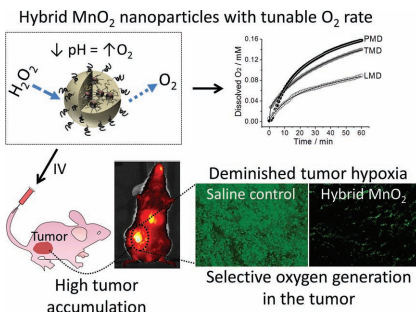 Hybrid MnO₂ nanoparticles with tunable O₂ rate
↓ pH = ↑O₂
H₂O₂
O₂
Dissolved O₂ / mM
0.16
0.12
0.08
0.04
0.00
PMD
TMD
LMD
0 10 20 30 40 50 60
Time / min
IV
Tumor
High tumor
accumulation
Deminished tumor hypoxia
Saline control
Hybrid MnO₂
Selective oxygen generation
in the tumor